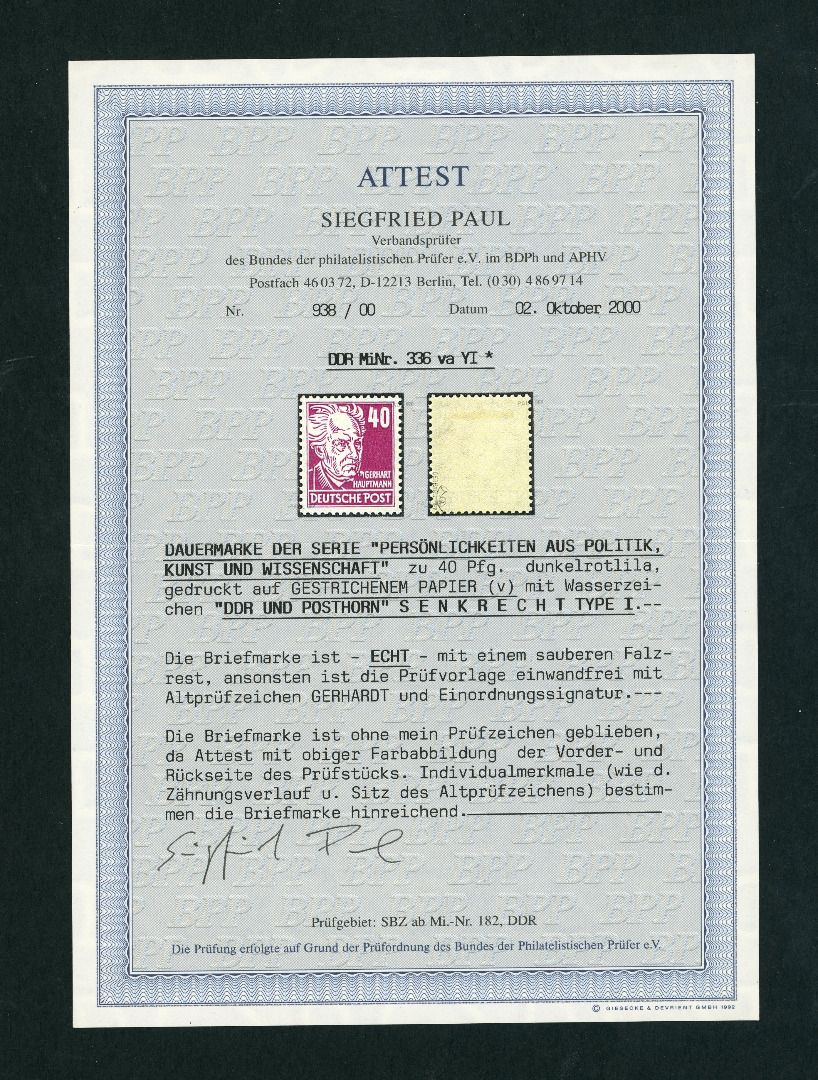 ATTEST
SIEGFRIED PAUL
Verbandsprüfer
des Bundes der philatelistischen Prüfer e.V. im BDPh und APHV
Postfach 46 03 72, D-12213 Berlin, Tel. (0 30) 4 86 97 14
Nr. 938 / 00 Datum 02. Oktober 2000
DDR MiNr. 336 va YI *
40
GERHART
HAUPTMANN
DEUTSCHE POST
DAUERMARKE DER SERIE "PERSÖNLICHKEITEN AUS POLITIK,
KUNST UND WISSENSCHAFT" zu 40 Pfg. dunkelrotlila,
gedruckt auf GESTRICHENEM PAPIER (v) mit Wasserzei-
chen "DDR UND POSTHORN" S E N K R E C H T TYPE I.--
Die Briefmarke ist - ECHT - mit einem sauberen Falz-
rest, ansonsten ist die Prüfvorlage einwandfrei mit
Altprüfzeichen GERHARDT und Einordnungssignatur.---
Die Briefmarke ist ohne mein Prüfzeichen geblieben,
da Attest mit obiger Farbabbildung der Vorder- und
Rückseite des Prüfstücks. Individualmerkmale (wie d.
Zähnungsverlauf u. Sitz des Altprüfzeichens) bestim-
men die Briefmarke hinreichend.
Siegfried Paul
Prüfgebiet: SBZ ab Mi.-Nr. 182, DDR
Die Prüfung erfolgte auf Grund der Prüfordnung des Bundes der Philatelistischen Prüfer e.V.
© GIESECKE & DEVRIENT GMBH 1992